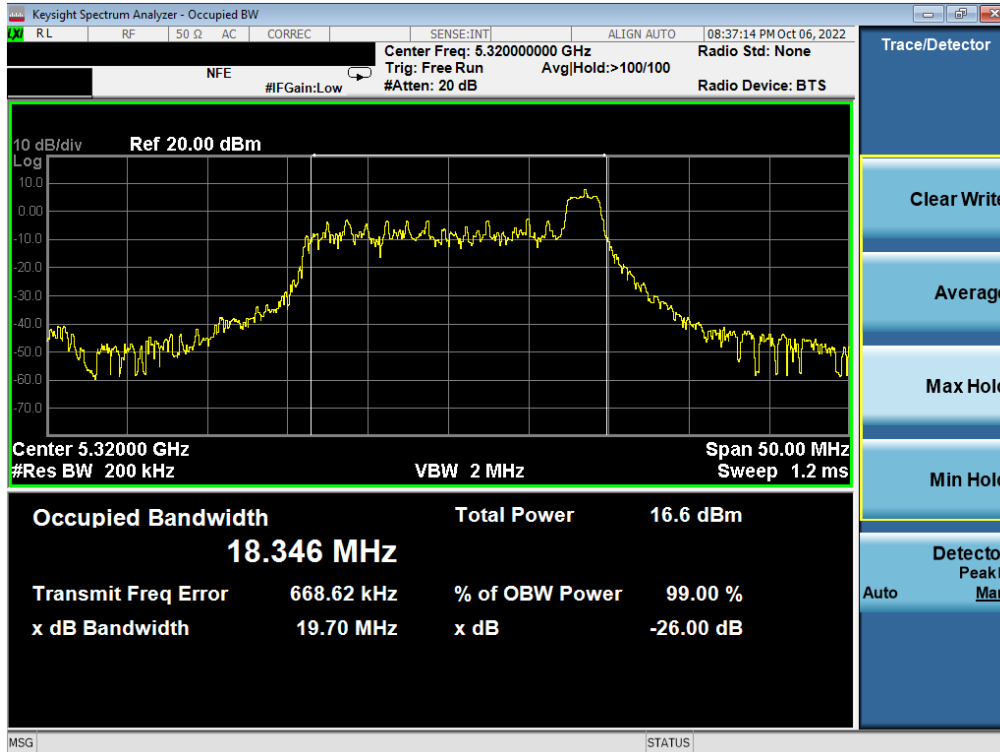 Keysight Spectrum Analyzer - Occupied BW
LXI RL RF 50 Ω AC CORREC SENSE:INT ALIGN AUTO 08:37:14 PM Oct 06, 2022
Center Freq: 5.320000000 GHz Radio Std: None
NFE Trig: Free Run Avg|Hold:>100/100
#IFGain:Low #Atten: 20 dB Radio Device: BTS
Trace/Detector
10 dB/div Ref 20.00 dBm
Log
10.0
0.00
-10.0
-20.0
-30.0
-40.0
-50.0
-60.0
-70.0
Center 5.32000 GHz Span 50.00 MHz
#Res BW 200 kHz VBW 2 MHz Sweep 1.2 ms
Occupied Bandwidth Total Power 16.6 dBm
18.346 MHz
Transmit Freq Error 668.62 kHz % of OBW Power 99.00 %
x dB Bandwidth 19.70 MHz x dB -26.00 dB
Clear Write
Average
Max Hold
Min Hold
Detector
Peak
Auto Man
MSG STATUS